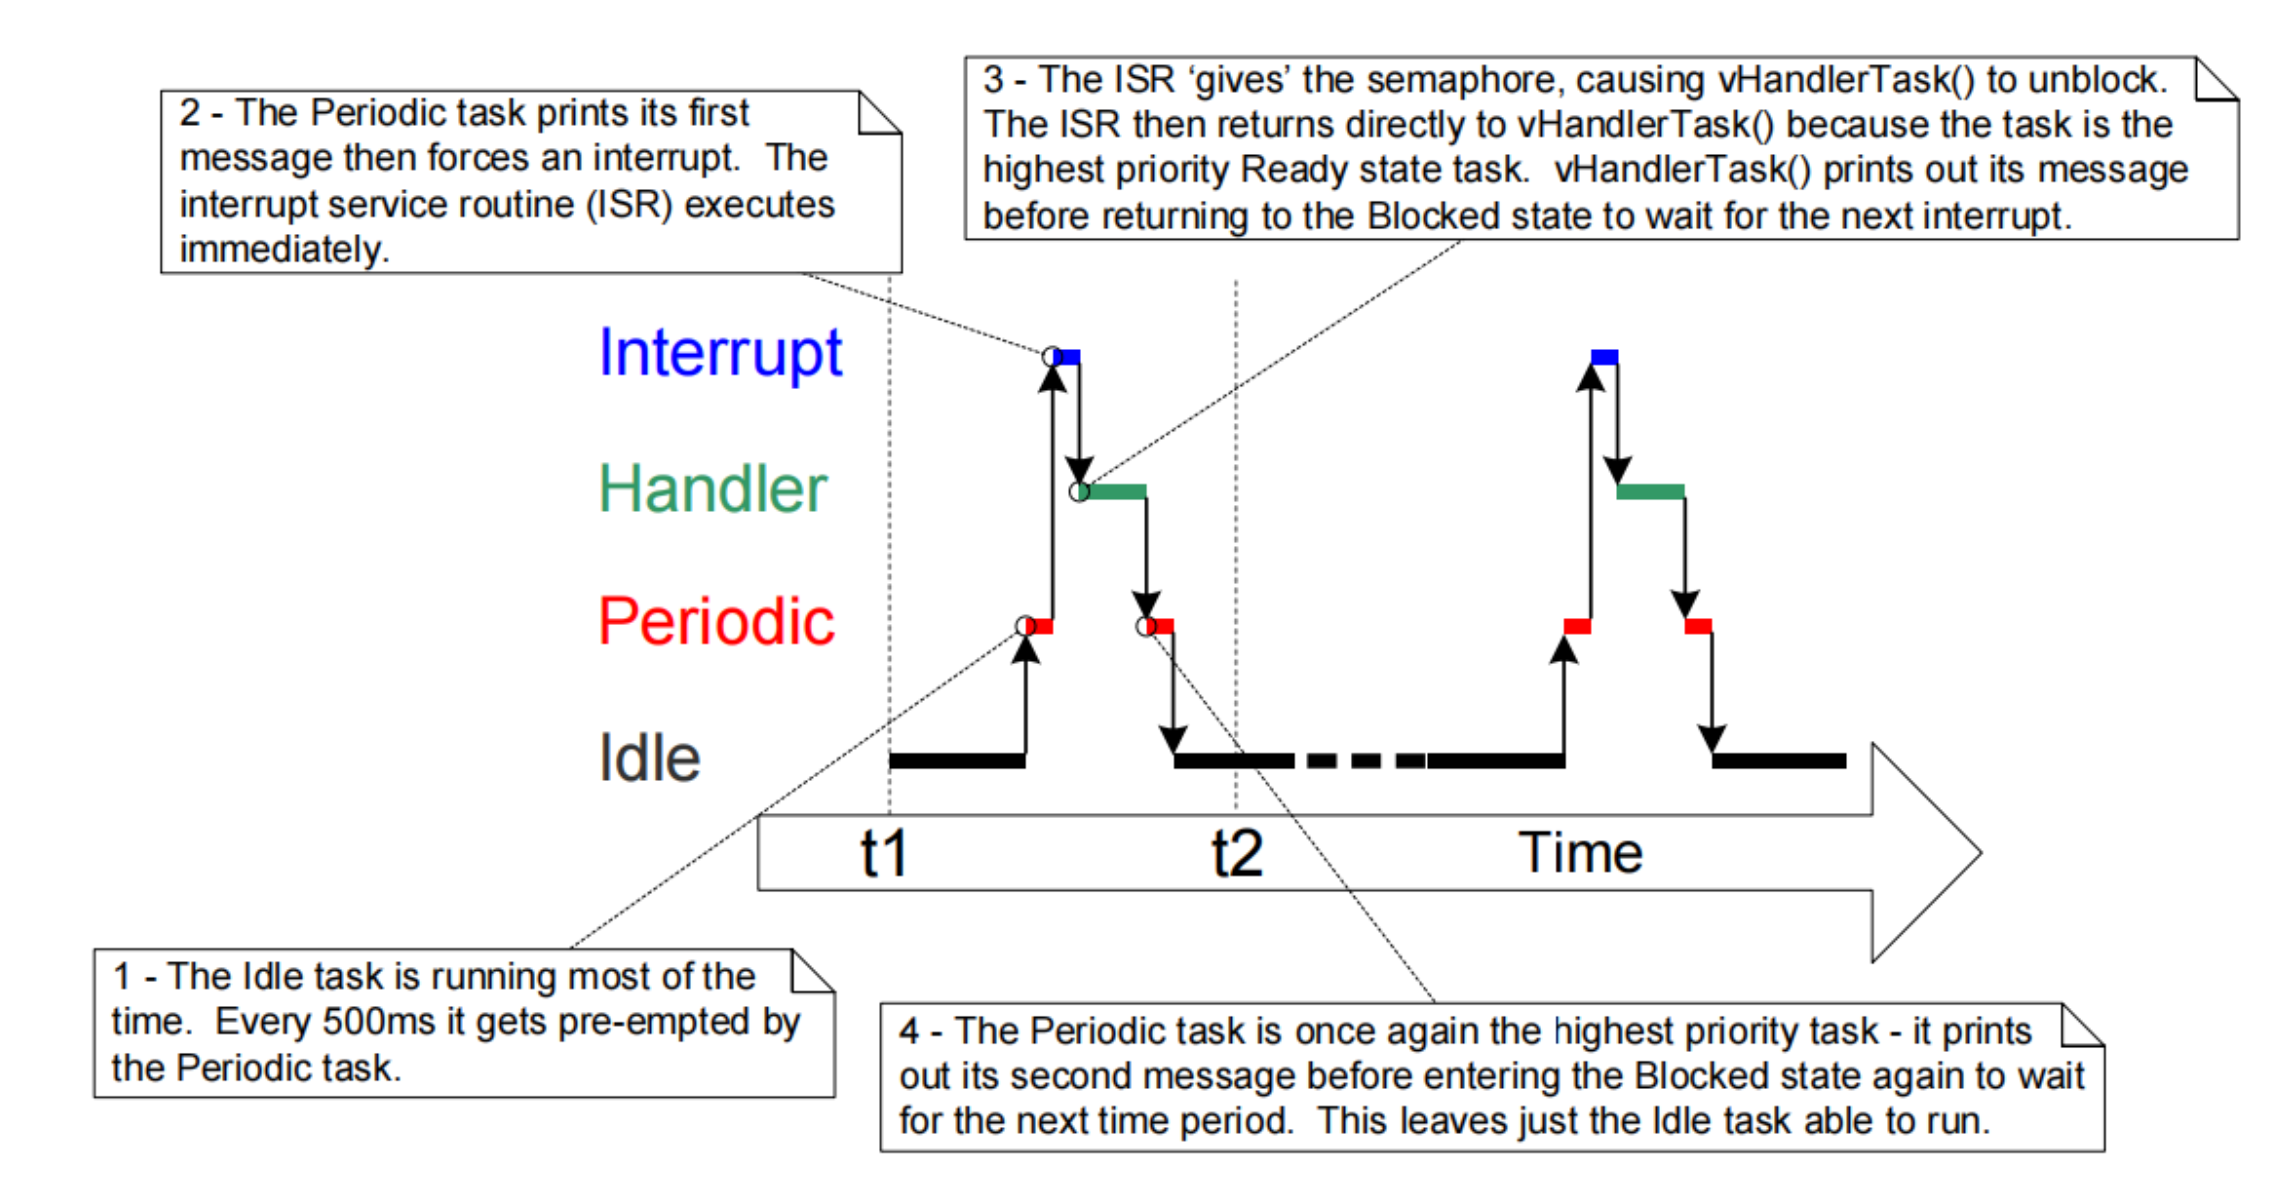 2 - The Periodic task prints its first
message then forces an interrupt.  The
interrupt service routine (ISR) executes
immediately.
3 - The ISR ‘gives’ the semaphore, causing vHandlerTask() to unblock.
The ISR then returns directly to vHandlerTask() because the task is the
highest priority Ready state task.  vHandlerTask() prints out its message
before returning to the Blocked state to wait for the next interrupt.
Interrupt
Handler
Periodic
Idle
t1
t2
Time
1 - The Idle task is running most of the
time.  Every 500ms it gets pre-empted by
the Periodic task.
4 - The Periodic task is once again the highest priority task - it prints
out its second message before entering the Blocked state again to wait
for the next time period.  This leaves just the Idle task able to run.